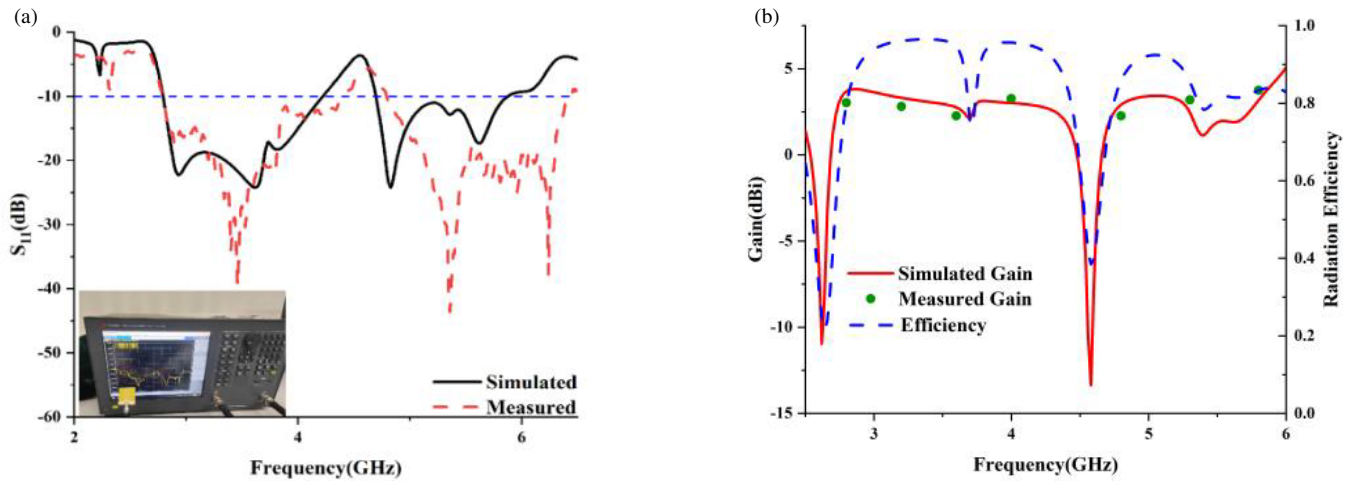 (a)
0
-10
-20
-30
-40
-50
-60
S11(dB)
Simulated
Measured
2
4
6
Frequency(GHz)
(b)
5
0
-5
-10
-15
Gain(dBi)
Simulated Gain
Measured Gain
Efficiency
3
4
5
6
Frequency(GHz)
1.0
0.8
0.6
0.4
0.2
0.0
Radiation Efficiency